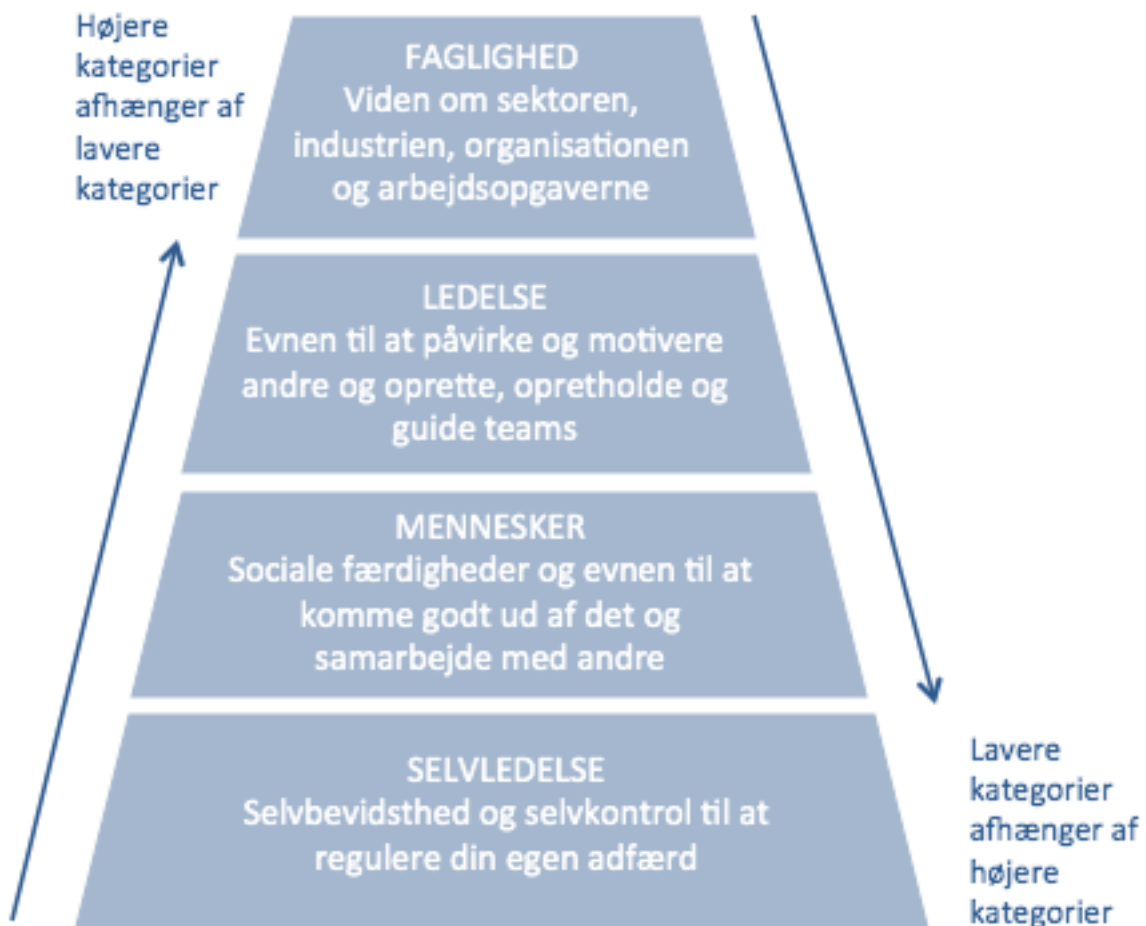 Højere
kategorier
afhænger af
lavere
kategorier
FAGLIGHED
Viden om sektoren,
industrien, organisationen
og arbejdsopgaverne
LEDELSE
Evnen til at påvirke og motivere
andre og oprette, opretholde og
guide teams
MENNESKER
Sociale færdigheder og evnen til at
komme godt ud af det og
samarbejde med andre
SELVLEDELSE
Selvbevidsthed og selvkontrol til at
regulere din egen adfærd
Lavere
kategorier
afhænger af
højere
kategorier